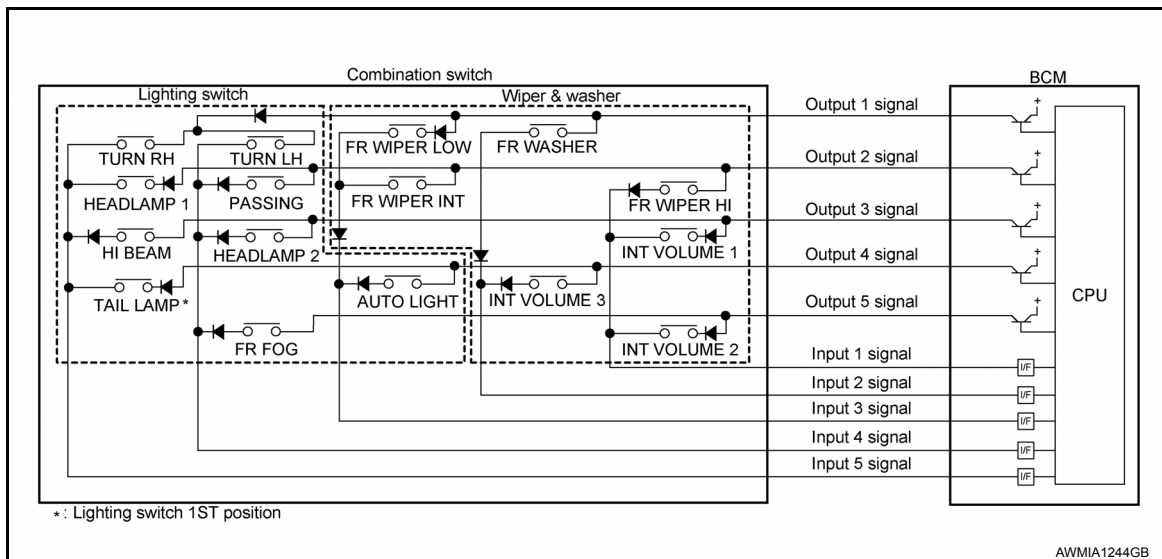 Combination switch
BCM
Lighting switch
Wiper & washer
Output 1 signal
+
TURN RH
TURN LH
FR WIPER LOW
FR WASHER
Output 2 signal
+
HEADLAMP 1
PASSING
FR WIPER INT
FR WIPER HI
Output 3 signal
+
HI BEAM
HEADLAMP 2
INT VOLUME 1
Output 4 signal
+
TAIL LAMP*
AUTO LIGHT
INT VOLUME 3
CPU
Output 5 signal
+
FR FOG
INT VOLUME 2
Input 1 signal
I/F
Input 2 signal
I/F
Input 3 signal
I/F
Input 4 signal
I/F
Input 5 signal
I/F
*: Lighting switch 1ST position
AWMIA1244GB